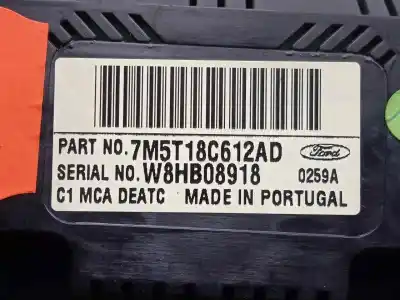 PART NO. 7M5T18C612AD Ford
SERIAL NO. W8HB08918 0259A
C1 MCA DEATC MADE IN PORTUGAL